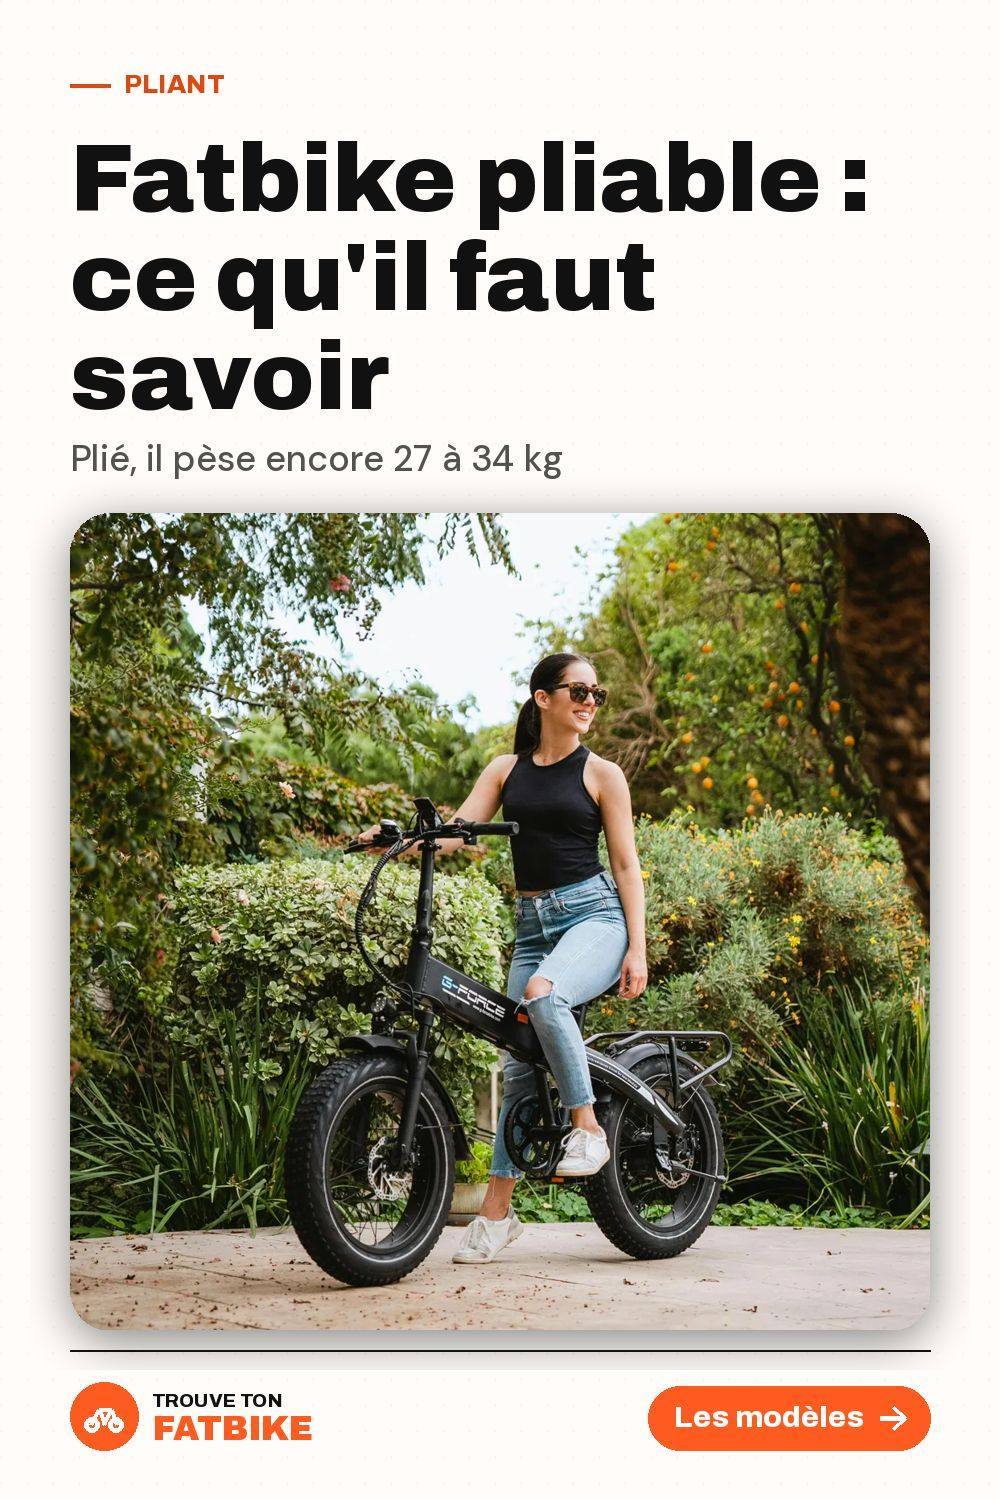 PLIANT
Fatbike pliable :
ce qu'il faut
savoir
Plié, il pèse encore 27 à 34 kg
G-FORCE
TROUVE TON
FATBIKE
Les modèles